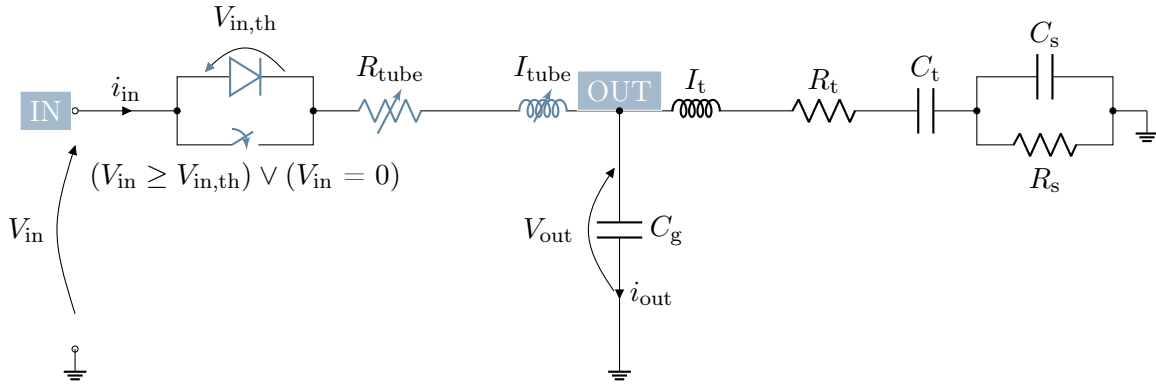 V_in,th
C_s
R_tube
I_tube
OUT
I_t
R_t
C_t
IN
i_in
(V_in ≥ V_in,th) ∨ (V_in = 0)
R_s
V_in
V_out
C_g
i_out